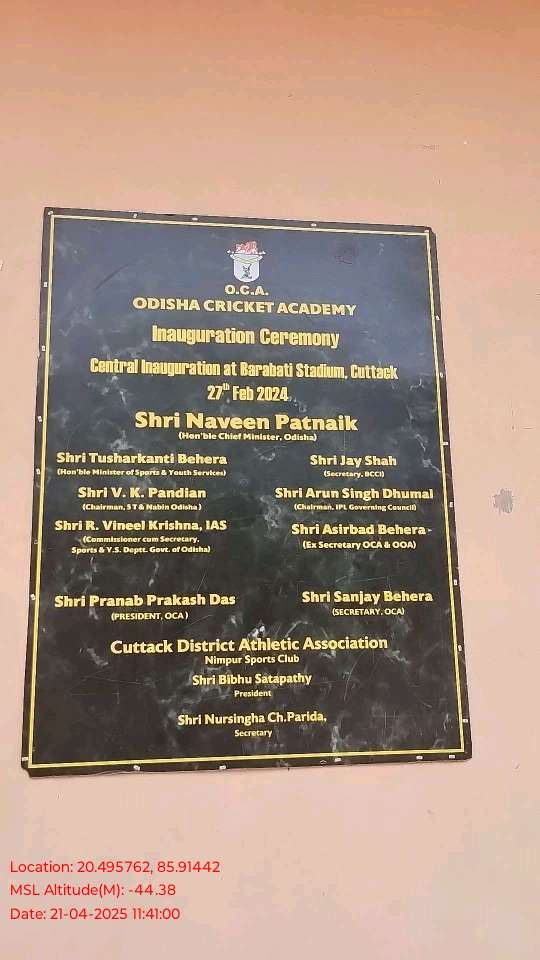 O.C.A.
ODISHA CRICKET ACADEMY
Inauguration Ceremony
Central Inauguration at Barabati Stadium, Cuttack
27th Feb 2024
Shri Naveen Patnaik
(Hon'ble Chief Minister, Odisha)
Shri Tusharkanti Behera
(Hon'ble Minister of Sports & Youth Services)
Shri Jay Shah
(Secretary, BCCI)
Shri V. K. Pandian
(Chairman, 5T & Nabin Odisha)
Shri Arun Singh Dhumal
(Chairman, IPL Governing Council)
Shri R. Vineel Krishna, IAS
(Commissioner cum Secretary,
Sports & Y.S. Deptt. Govt. of Odisha)
Shri Asirbad Behera
(Ex Secretary OCA & OOA)
Shri Pranab Prakash Das
(PRESIDENT, OCA)
Shri Sanjay Behera
(SECRETARY, OCA)
Cuttack District Athletic Association
Nimpur Sports Club
Shri Bibhu Satapathy
President
Shri Nursingha Ch.Parida,
Secretary
Location: 20.495762, 85.91442
MSL Altitude(M): -44.38
Date: 21-04-2025 11:41:00